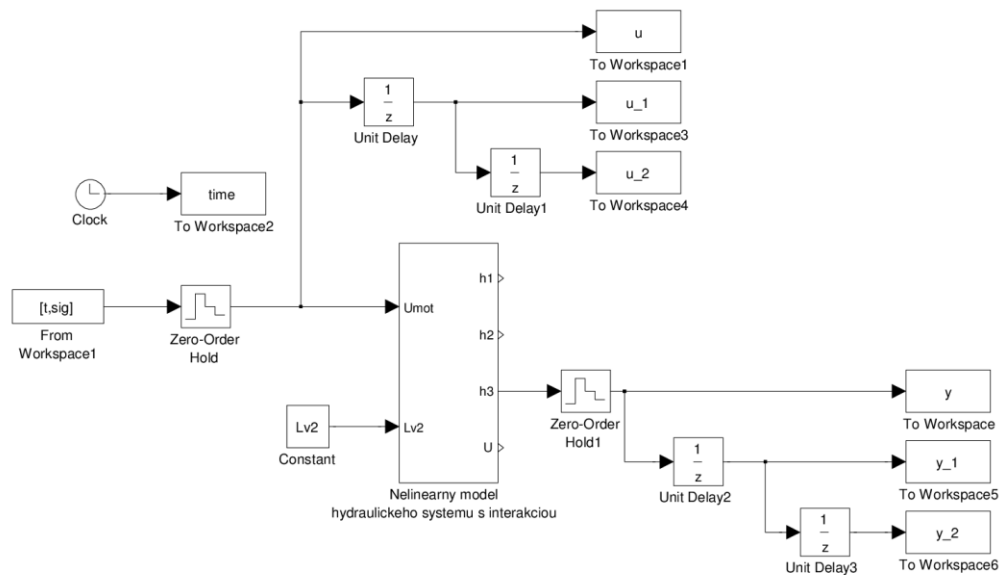 u
To Workspace1
1
z
Unit Delay
u_1
To Workspace3
1
z
Unit Delay1
u_2
To Workspace4
Clock
time
To Workspace2
[t,sig]
From
Workspace1
Zero-Order
Hold
Umot
Lv2
h1
h2
h3
U
Nelinearny model
hydraulickeho systemu s interakciou
Lv2
Constant
Zero-Order
Hold1
y
To Workspace
1
z
Unit Delay2
y_1
To Workspace5
1
z
Unit Delay3
y_2
To Workspace6